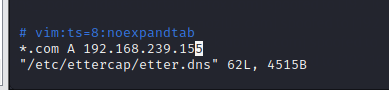 # vim:ts=8:noexpandtab
*.com A 192.168.239.155
"/etc/ettercap/etter.dns" 62L, 4515B